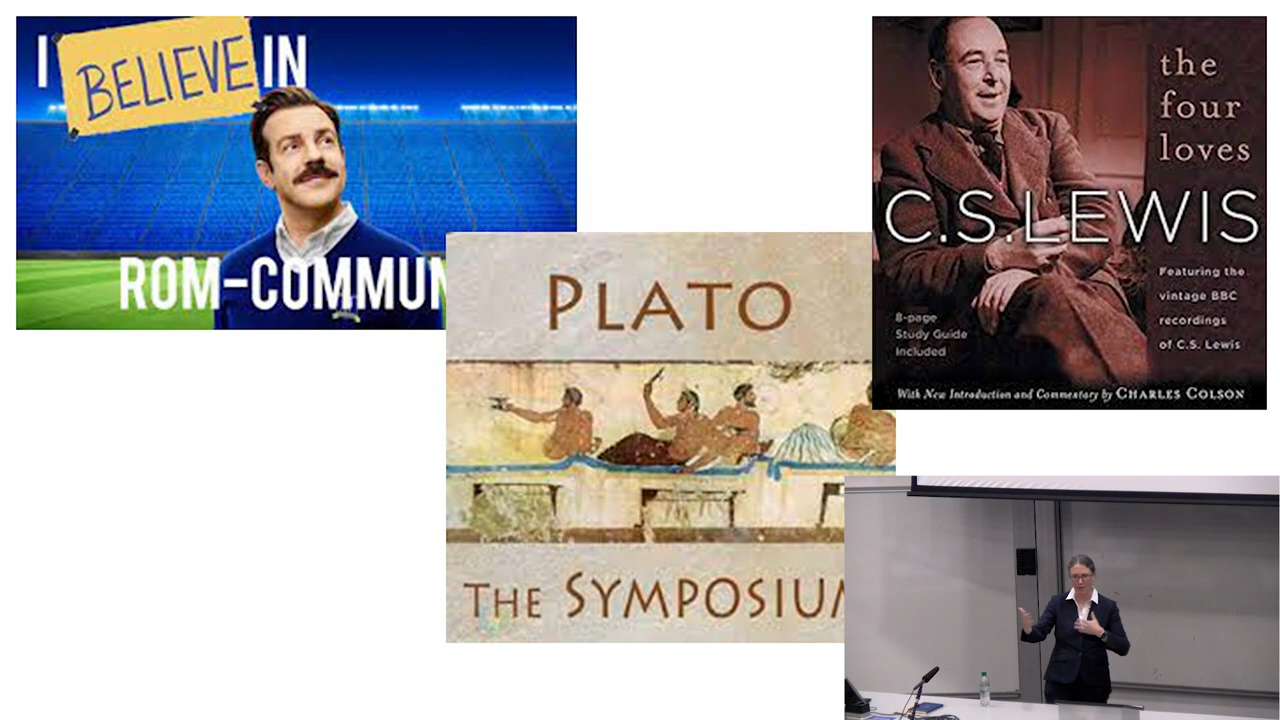 I BELIEVE IN
ROM-COMMUN
PLATO
THE SYMPOSIUM
the
four
loves
C.S.LEWIS
Featuring the
vintage BBC
recordings
of C.S. Lewis
8-page
Study Guide
Included
With New Introduction and Commentary by CHARLES COLSON